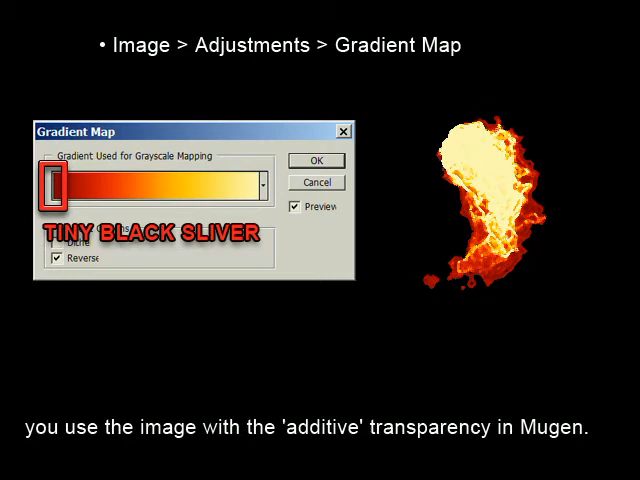 • Image > Adjustments > Gradient Map
Gradient Map
Gradient Used for Grayscale Mapping
OK
Cancel
Preview
TINY BLACK SLIVER
Reverse
you use the image with the 'additive' transparency in Mugen.